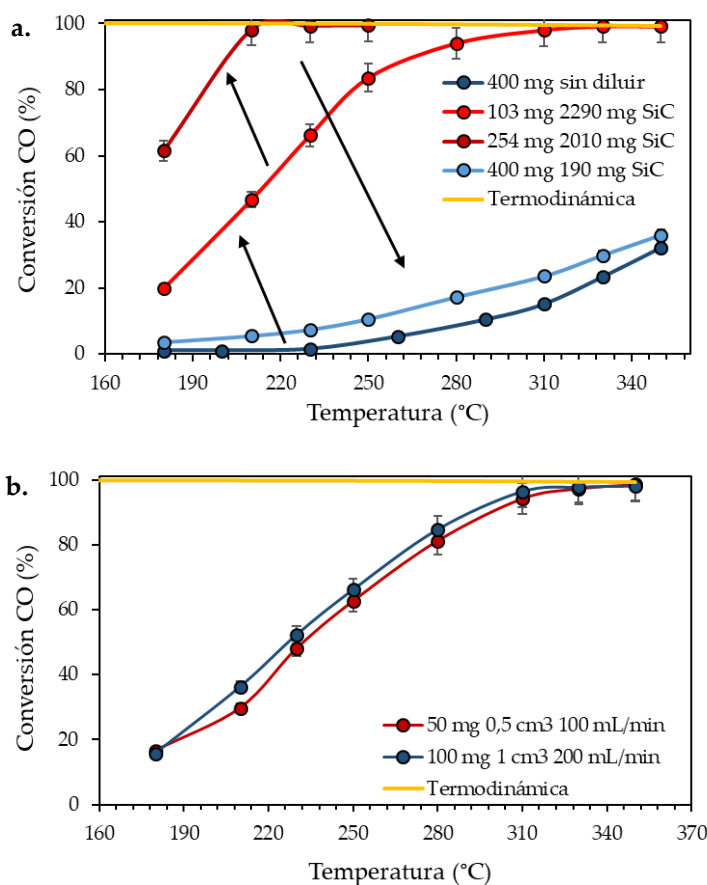 a.
100
80
60
40
20
0
Conversión CO (%)
400 mg sin diluir
103 mg 2290 mg SiC
254 mg 2010 mg SiC
400 mg 190 mg SiC
Termodinámica
160 220 280 340
Temperatura (°C)
b.
100
80
60
40
20
0
Conversión CO (%)
50 mg 0,5 cm3 100 mL/min
100 mg 1 cm3 200 mL/min
Termodinámica
160 190 220 250 280 310 340 370
Temperatura (°C)